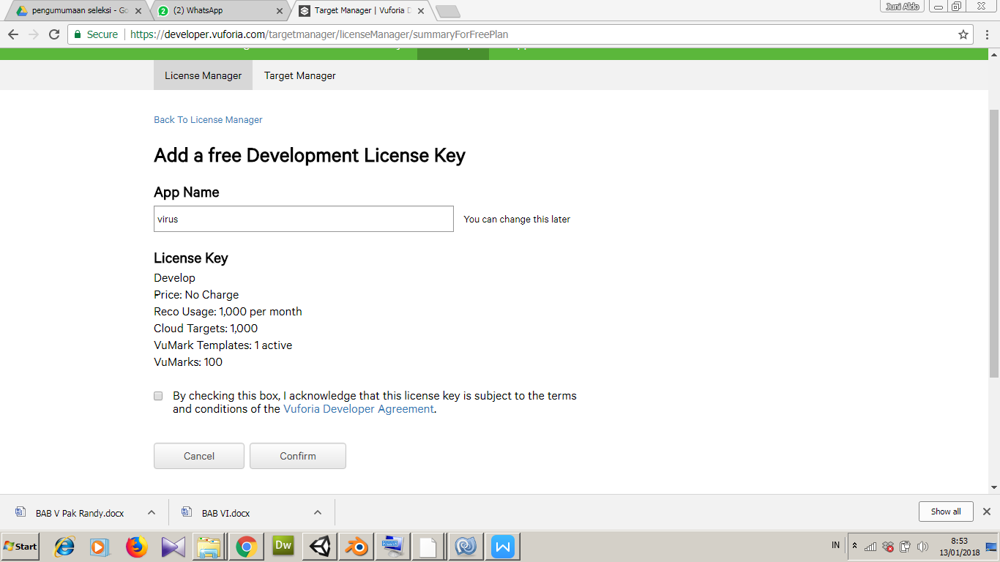 pengumumaan seleksi - Go
(2) WhatsApp
Target Manager | Vuforia D
Juni Aldo
Secure
https://developer.vuforia.com/targetmanager/licenseManager/summaryForFreePlan
License Manager
Target Manager
Back To License Manager
Add a free Development License Key
App Name
virus
You can change this later
License Key
Develop
Price: No Charge
Reco Usage: 1,000 per month
Cloud Targets: 1,000
VuMark Templates: 1 active
VuMarks: 100
By checking this box, I acknowledge that this license key is subject to the terms
and conditions of the Vuforia Developer Agreement.
Cancel
Confirm
BAB V Pak Randy.docx
BAB VI.docx
Show all
Start
Dw
IN
8:53
13/01/2018